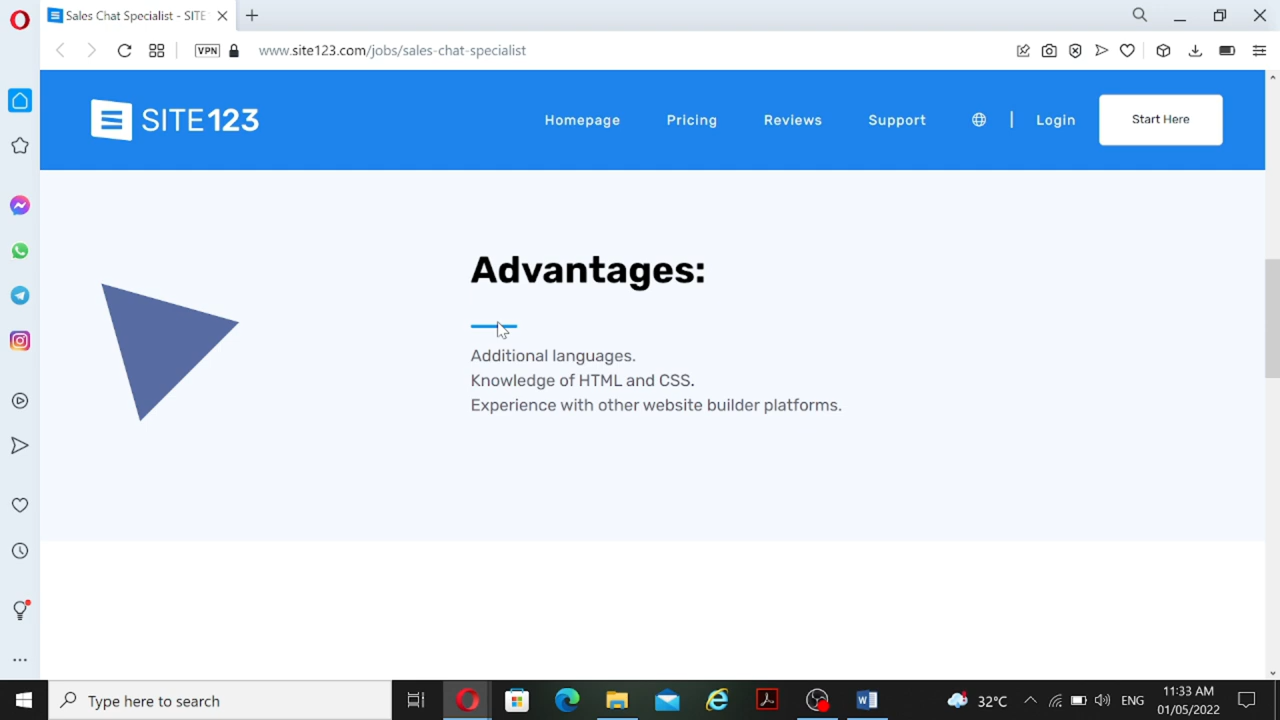 Sales Chat Specialist - SITE
VPN
www.site123.com/jobs/sales-chat-specialist
SITE123
Homepage
Pricing
Reviews
Support
Login
Start Here
Advantages:
Additional languages.
Knowledge of HTML and CSS.
Experience with other website builder platforms.
Type here to search
32°C
ENG
11:33 AM
01/05/2022